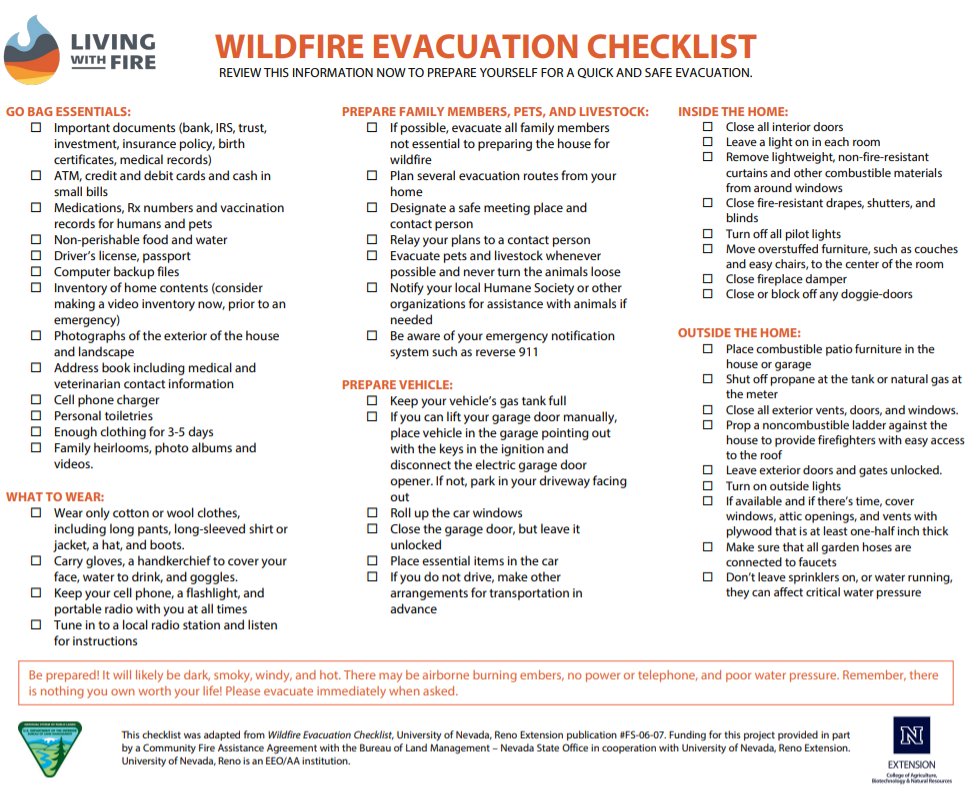 LIVING
WITH FIRE
WILDFIRE EVACUATION CHECKLIST
REVIEW THIS INFORMATION NOW TO PREPARE YOURSELF FOR A QUICK AND SAFE EVACUATION.
GO BAG ESSENTIALS:
Important documents (bank, IRS, trust,
investment, insurance policy, birth
certificates, medical records)
ATM, credit and debit cards and cash in
small bills
Medications, Rx numbers and vaccination
records for humans and pets
Non-perishable food and water
Driver's license, passport
Computer backup files
Inventory of home contents (consider
making a video inventory now, prior to an
emergency)
Photographs of the exterior of the house
and landscape
Address book including medical and
veterinarian contact information
Cell phone charger
Personal toiletries
Enough clothing for 3-5 days
Family heirlooms, photo albums and
videos.
WHAT TO WEAR:
Wear only cotton or wool clothes,
including long pants, long-sleeved shirt or
jacket, a hat, and boots.
Carry gloves, a handkerchief to cover your
face, water to drink, and goggles.
Keep your cell phone, a flashlight, and
portable radio with you at all times
Tune in to a local radio station and listen
for instructions
PREPARE FAMILY MEMBERS, PETS, AND LIVESTOCK:
If possible, evacuate all family members
not essential to preparing the house for
wildfire
Plan several evacuation routes from your
home
Designate a safe meeting place and
contact person
Relay your plans to a contact person
Evacuate pets and livestock whenever
possible and never turn the animals loose
Notify your local Humane Society or other
organizations for assistance with animals if
needed
Be aware of your emergency notification
system such as reverse 911
PREPARE VEHICLE:
Keep your vehicle's gas tank full
If you can lift your garage door manually,
place vehicle in the garage pointing out
with the keys in the ignition and
disconnect the electric garage door
opener. If not, park in your driveway facing
out
Roll up the car windows
Close the garage door, but leave it
unlocked
Place essential items in the car
If you do not drive, make other
arrangements for transportation in
advance
INSIDE THE HOME:
Close all interior doors
Leave a light on in each room
Remove lightweight, non-fire-resistant
curtains and other combustible materials
from around windows
Close fire-resistant drapes, shutters, and
blinds
Turn off all pilot lights
Move overstuffed furniture, such as couches
and easy chairs, to the center of the room
Close fireplace damper
Close or block off any doggie-doors
OUTSIDE THE HOME:
Place combustible patio furniture in the
house or garage
Shut off propane at the tank or natural gas at
the meter
Close all exterior vents, doors, and windows.
Prop a noncombustible ladder against the
house to provide firefighters with easy access
to the roof
Leave exterior doors and gates unlocked.
Turn on outside lights
If available and if there's time, cover
windows, attic openings, and vents with
plywood that is at least one-half inch thick
Make sure that all garden hoses are
connected to faucets
Don't leave sprinklers on, or water running,
they can affect critical water pressure
Be prepared! It will likely be dark, smoky, windy, and hot. There may be airborne burning embers, no power or telephone, and poor water pressure. Remember, there
is nothing you own worth your life! Please evacuate immediately when asked.
This checklist was adapted from Wildfire Evacuation Checklist, University of Nevada, Reno Extension publication #FS-06-07. Funding for this project provided in part
by a Community Fire Assistance Agreement with the Bureau of Land Management – Nevada State Office in cooperation with University of Nevada, Reno Extension.
University of Nevada, Reno is an EEO/AA institution.
N
EXTENSION
College of Agriculture,
Biotechnology & Natural Resources